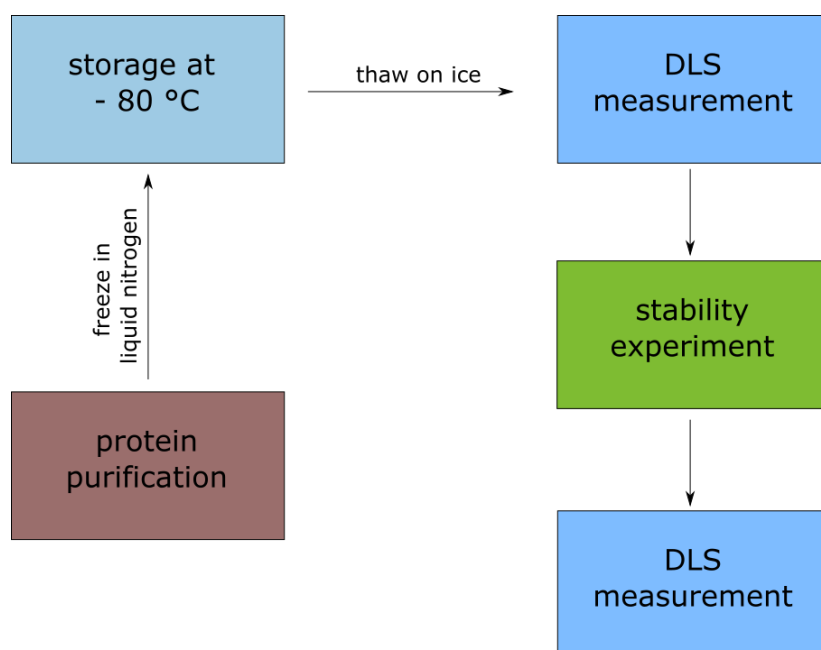 storage at
- 80 °C
thaw on ice
DLS
measurement
freeze in
liquid nitrogen
stability
experiment
protein
purification
DLS
measurement